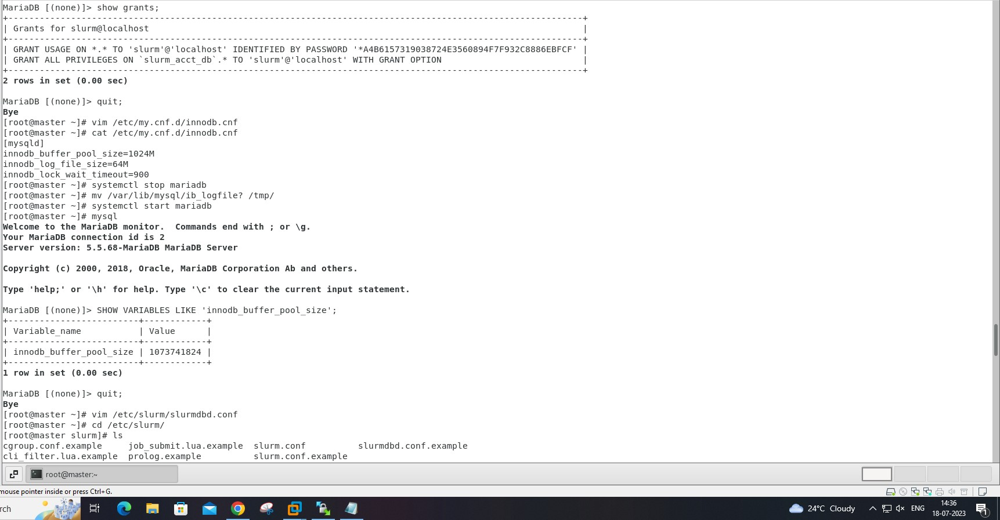 MariaDB [(none)]> show grants;
+--------------------------------------------------------------------------------------------------------------+
| Grants for slurm@localhost                                                                                   |
+--------------------------------------------------------------------------------------------------------------+
| GRANT USAGE ON *.* TO 'slurm'@'localhost' IDENTIFIED BY PASSWORD '*A4B6157319038724E3560894F7F932C8886EBFCF' |
| GRANT ALL PRIVILEGES ON `slurm_acct_db`.* TO 'slurm'@'localhost' WITH GRANT OPTION                           |
+--------------------------------------------------------------------------------------------------------------+
2 rows in set (0.00 sec)
MariaDB [(none)]> quit;
Bye
[root@master ~]# vim /etc/my.cnf.d/innodb.cnf
[root@master ~]# cat /etc/my.cnf.d/innodb.cnf
[mysqld]
innodb_buffer_pool_size=1024M
innodb_log_file_size=64M
innodb_lock_wait_timeout=900
[root@master ~]# systemctl stop mariadb
[root@master ~]# mv /var/lib/mysql/ib_logfile? /tmp/
[root@master ~]# systemctl start mariadb
[root@master ~]# mysql
Welcome to the MariaDB monitor.  Commands end with ; or \g.
Your MariaDB connection id is 2
Server version: 5.5.68-MariaDB MariaDB Server
Copyright (c) 2000, 2018, Oracle, MariaDB Corporation Ab and others.
Type 'help;' or '\h' for help. Type '\c' to clear the current input statement.
MariaDB [(none)]> SHOW VARIABLES LIKE 'innodb_buffer_pool_size';
+-------------------------+------------+
| Variable_name           | Value      |
+-------------------------+------------+
| innodb_buffer_pool_size | 1073741824 |
+-------------------------+------------+
1 row in set (0.00 sec)
MariaDB [(none)]> quit;
Bye
[root@master ~]# vim /etc/slurm/slurmdbd.conf
[root@master ~]# cd /etc/slurm/
[root@master slurm]# ls
cgroup.conf.example     job_submit.lua.example  slurm.conf          slurmdbd.conf.example
cli_filter.lua.example  prolog.example          slurm.conf.example
root@master:~
mouse pointer inside or press Ctrl+G.
rch
24°C Cloudy
ENG
14:36
18-07-2023
1